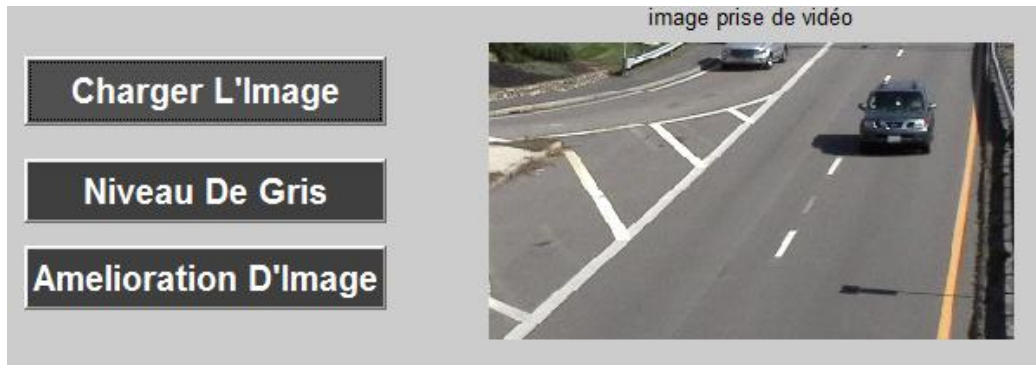 image prise de vidéo
Charger L'Image
Niveau De Gris
Amelioration D'Image